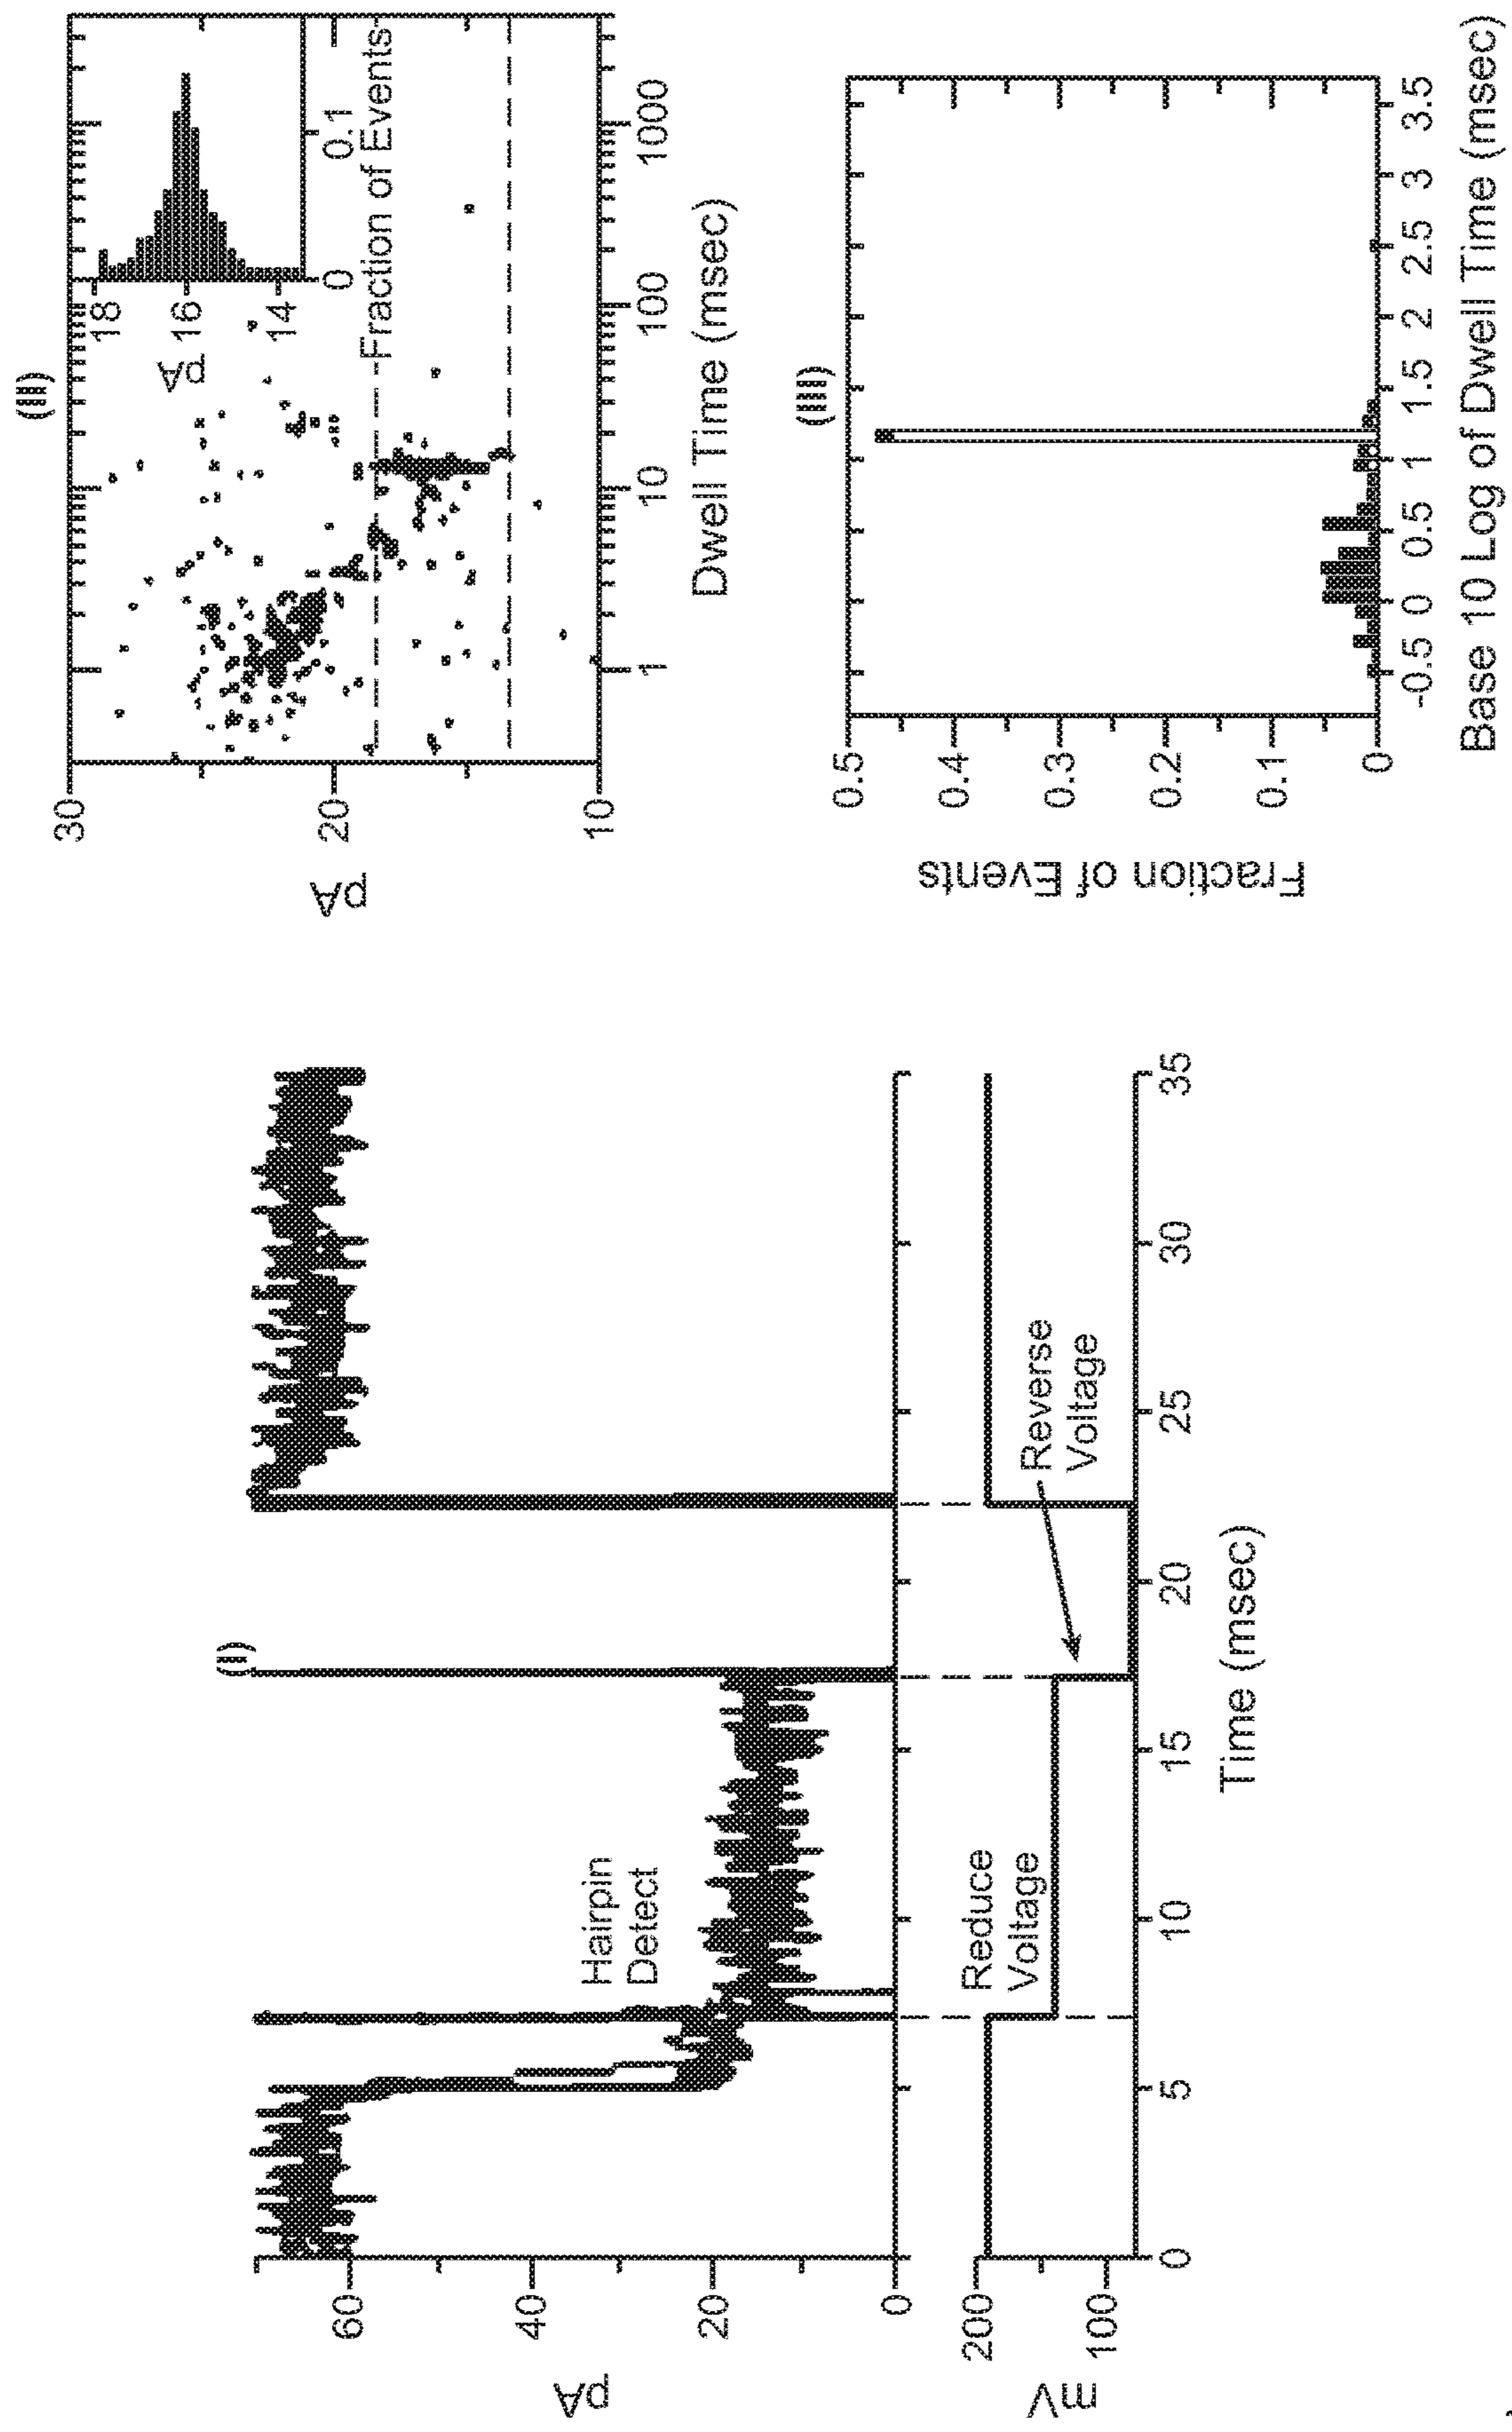 (I)
pA
60
40
20
0
Hairpin
Detect
mV
200
100
Reduce
Voltage
Reverse
Voltage
0 5 10 15 20 25 30 35
Time (msec)
(II)
pA
30
20
10
pA
18
16
14
0 0.1
Fraction of Events
1 10 100 1000
Dwell Time (msec)
(III)
Fraction of Events
0.5
0.4
0.3
0.2
0.1
0
-0.5 0 0.5 1 1.5 2 2.5 3 3.5
Base 10 Log of Dwell Time (msec)